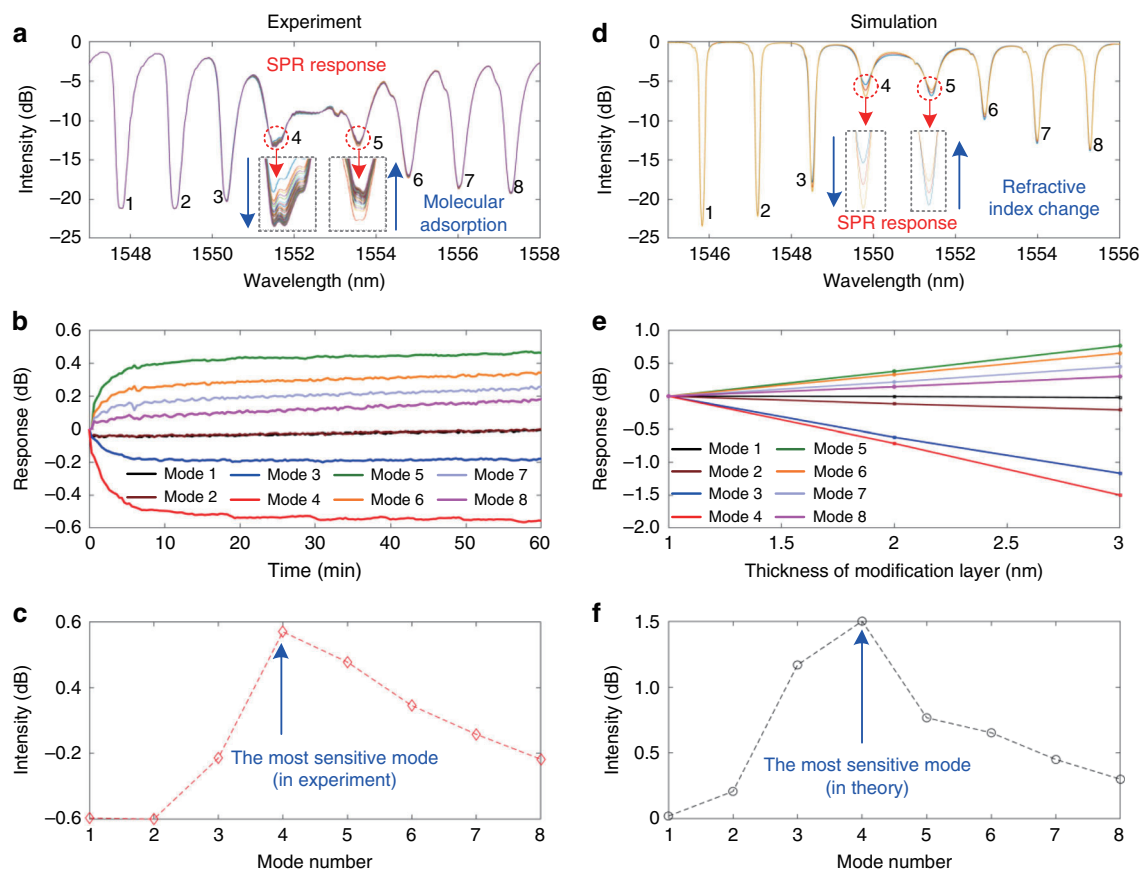 Experiment
a
0
−5
−10
−15
−20
−25
Intensity (dB)
SPR response
1
2
3
4
5
6
7
8
Molecular
adsorption
1548
1550
1552
1554
1556
1558
Wavelength (nm)
Simulation
d
0
−5
−10
−15
−20
−25
Intensity (dB)
4
5
1
2
3
6
7
8
SPR response
Refractive
index change
1546
1548
1550
1552
1554
1556
Wavelength (nm)
b
0.6
0.4
0.2
0
−0.2
−0.4
−0.6
Response (dB)
Mode 1
Mode 3
Mode 5
Mode 7
Mode 2
Mode 4
Mode 6
Mode 8
0
10
20
30
40
50
60
Time (min)
e
1.0
0.5
0
−0.5
−1.0
−1.5
−2.0
Response (dB)
Mode 1
Mode 5
Mode 2
Mode 6
Mode 3
Mode 7
Mode 4
Mode 8
1
1.5
2
2.5
3
Thickness of modification layer (nm)
c
0.6
0.4
−0.2
−0.6
Intensity (dB)
The most sensitive mode
(in experiment)
1
2
3
4
5
6
7
8
Mode number
f
1.5
1.0
0.5
0
Intensity (dB)
The most sensitive mode
(in theory)
1
2
3
4
5
6
7
8
Mode number